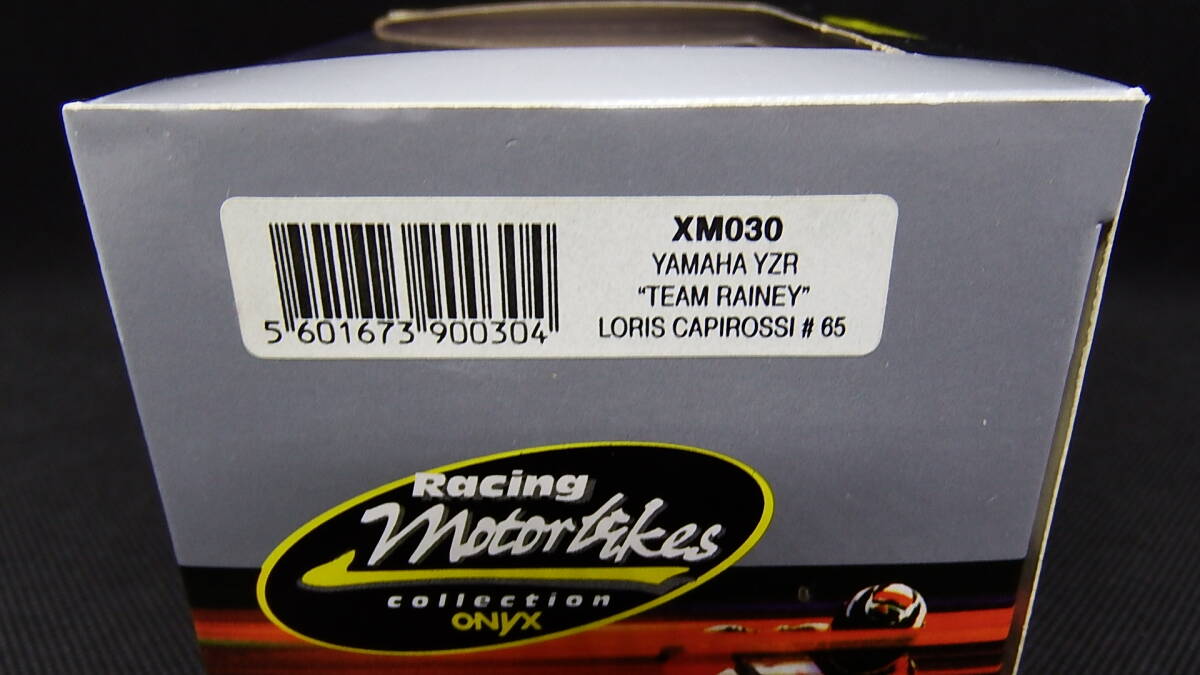 XM030
YAMAHA YZR
"TEAM RAINEY"
LORIS CAPIROSSI # 65
5 601673 900304
Racing
Motorbikes
collection
ONYX